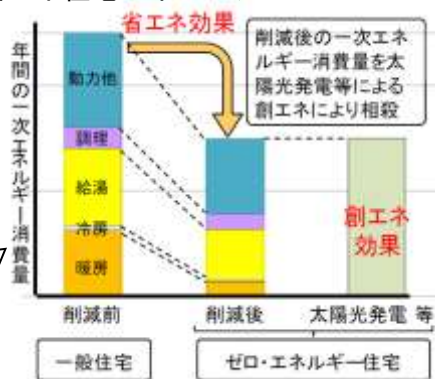 省エネ効果
削減後の一次エネ
ルギー消費量を太
陽光発電等による
創エネにより相殺
年間の一次エネルギー消費量
動力他
調理
給湯
冷房
暖房
創エネ
効果
7
削減前
削減後
太陽光発電 等
一般住宅
ゼロ・エネルギー住宅